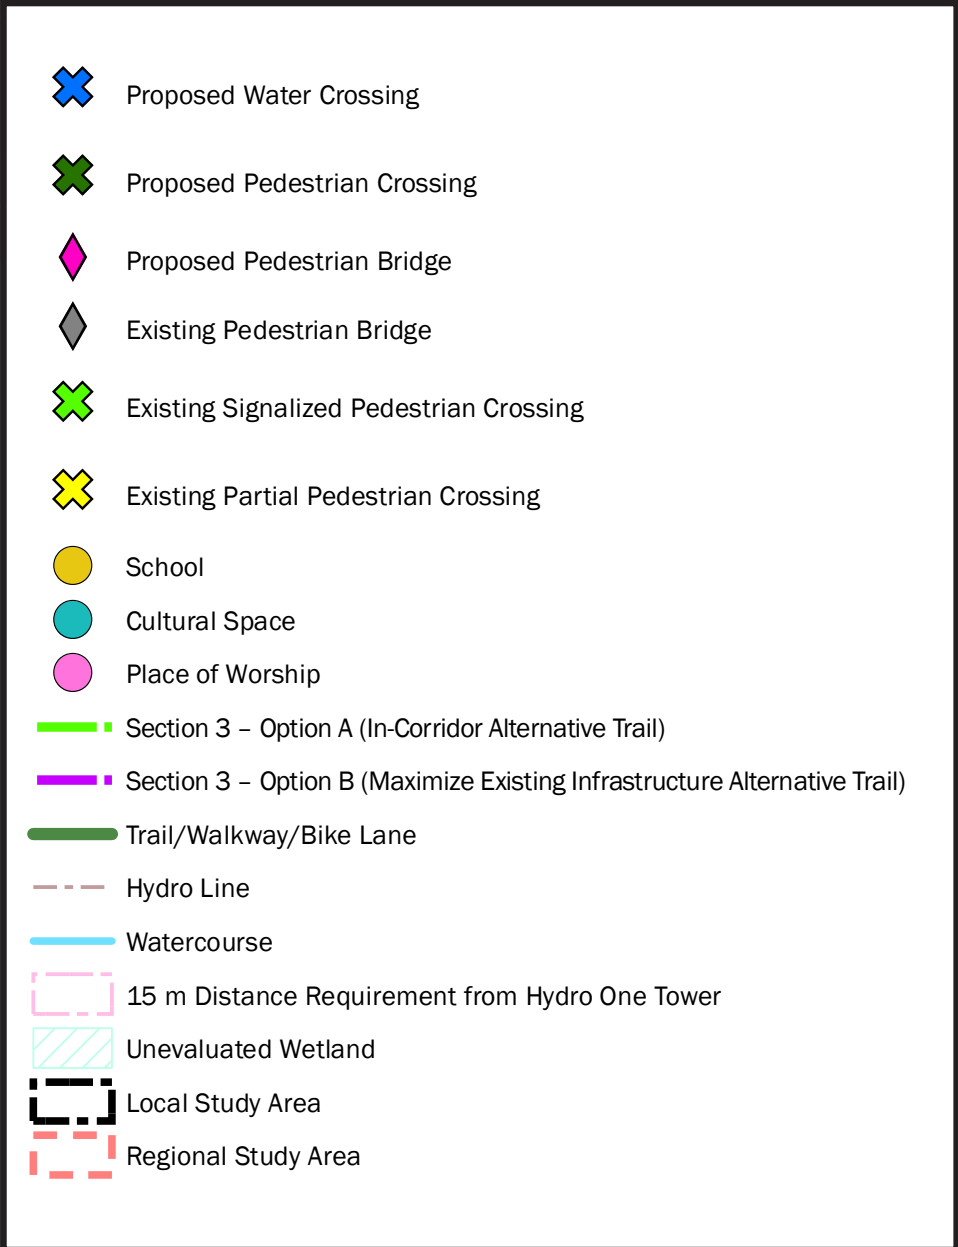 Proposed Water Crossing
Proposed Pedestrian Crossing
Proposed Pedestrian Bridge
Existing Pedestrian Bridge
Existing Signalized Pedestrian Crossing
Existing Partial Pedestrian Crossing
School
Cultural Space
Place of Worship
Section 3 – Option A (In-Corridor Alternative Trail)
Section 3 – Option B (Maximize Existing Infrastructure Alternative Trail)
Trail/Walkway/Bike Lane
Hydro Line
Watercourse
15 m Distance Requirement from Hydro One Tower
Unevaluated Wetland
Local Study Area
Regional Study Area